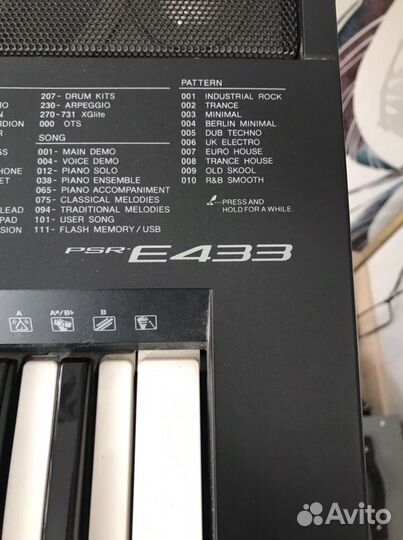 PATTERN
001 INDUSTRIAL ROCK
002 TRANCE
003 MINIMAL
004 BERLIN MINIMAL
005 DUB TECHNO
006 UK ELECTRO
007 EURO HOUSE
008 TRANCE HOUSE
009 OLD SKOOL
010 R&B SMOOTH
PRESS AND
HOLD FOR A WHILE.
207- DRUM KITS
230- ARPEGGIO
270-731 XGlite
000 OTS
SONG
001- MAIN DEMO
004- VOICE DEMO
012- PIANO SOLO
038- PIANO ENSEMBLE
065- PIANO ACCOMPANIMENT
075- CLASSICAL MELODIES
094- TRADITIONAL MELODIES
101- USER SONG
111- FLASH MEMORY/USB
LEAD
PAD
PSR-E433
A A#/B♭ B
Avito